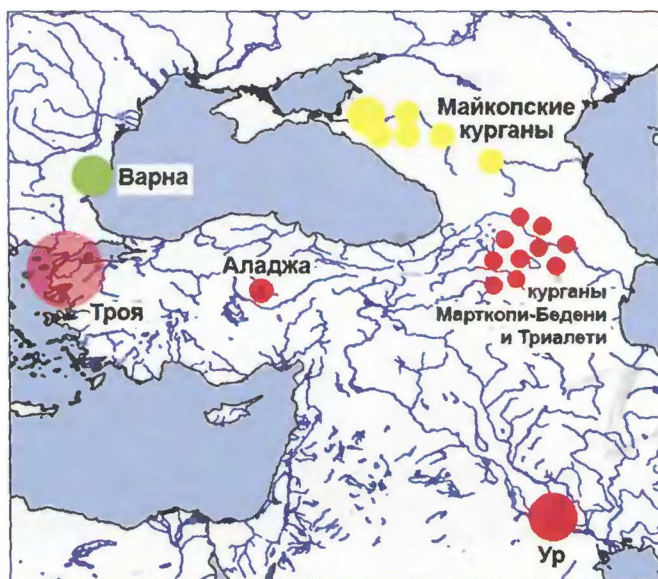 Майкопские
курганы
Варна
Аладжа
Троя
курганы
Марткопи-Бедени
и Триалети
Ур